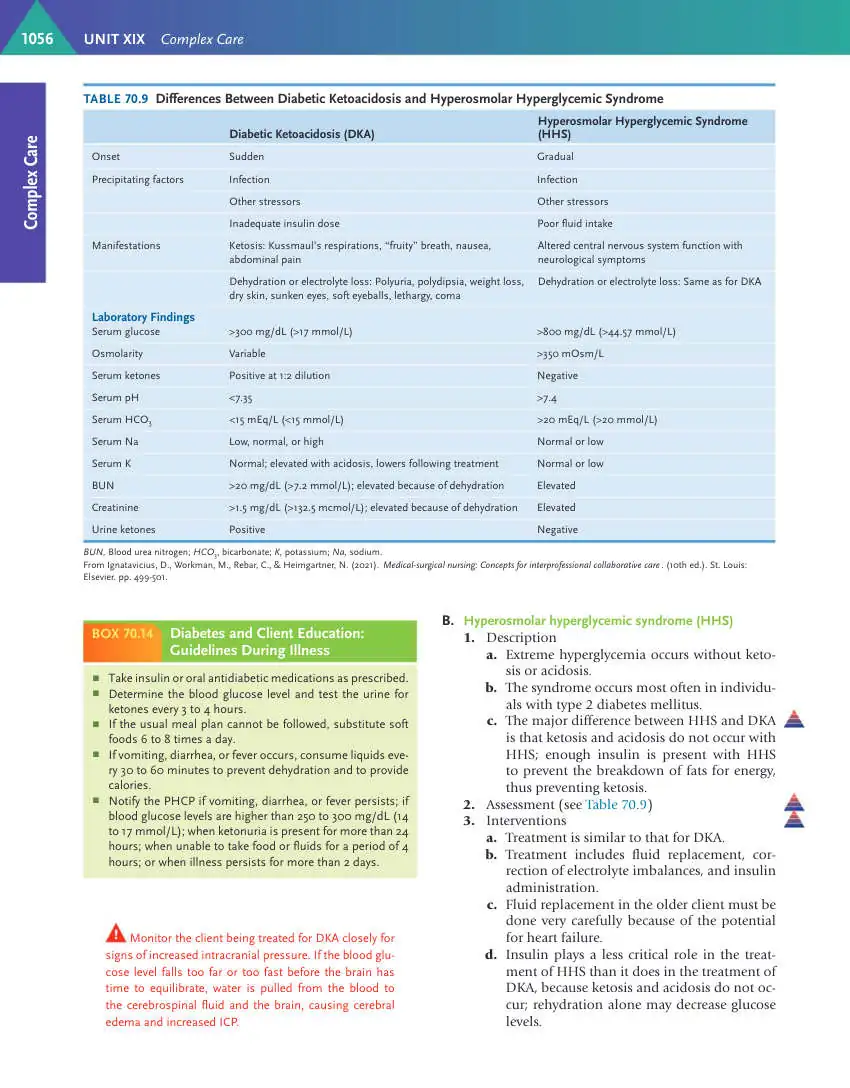 1056 UNIT XIX Complex Care
Complex Care
TABLE 70.9 Differences Between Diabetic Ketoacidosis and Hyperosmolar Hyperglycemic Syndrome
Diabetic Ketoacidosis (DKA) Hyperosmolar Hyperglycemic Syndrome
(HHS)
Onset Sudden Gradual
Precipitating factors Infection Infection
Other stressors Other stressors
Inadequate insulin dose Poor fluid intake
Manifestations Ketosis: Kussmaul's respirations, “fruity” breath, nausea, Altered central nervous system function with
abdominal pain neurological symptoms
Dehydration or electrolyte loss: Polyuria, polydipsia, weight loss, Dehydration or electrolyte loss: Same as for DKA
dry skin, sunken eyes, soft eyeballs, lethargy, coma
Laboratory Findings
Serum glucose >300 mg/dL (>17 mmol/L) >800 mg/dL (>44.57 mmol/L)
Osmolarity Variable >350 mOsm/L
Serum ketones Positive at 1:2 dilution Negative
Serum pH <7.35 >7.4
Serum HCO3 <15 mEq/L (<15 mmol/L) >20 mEq/L (>20 mmol/L)
Serum Na Low, normal, or high Normal or low
Serum K Normal; elevated with acidosis, lowers following treatment Normal or low
BUN >20 mg/dL (>7.2 mmol/L); elevated because of dehydration Elevated
Creatinine >1.5 mg/dL (>132.5 mcmol/L); elevated because of dehydration Elevated
Urine ketones Positive Negative
BUN, Blood urea nitrogen; HCO3, bicarbonate; K, potassium; Na, sodium.
From Ignatavicius, D., Workman, M., Rebar, C., & Heimgartner, N. (2021). Medical-surgical nursing: Concepts for interprofessional collaborative care. (10th ed.). St. Louis:
Elsevier. pp. 499-501.
BOX 70.14 Diabetes and Client Education:
Guidelines During Illness
■ Take insulin or oral antidiabetic medications as prescribed.
■ Determine the blood glucose level and test the urine for
ketones every 3 to 4 hours.
■ If the usual meal plan cannot be followed, substitute soft
foods 6 to 8 times a day.
■ If vomiting, diarrhea, or fever occurs, consume liquids eve-
ry 30 to 60 minutes to prevent dehydration and to provide
calories.
■ Notify the PHCP if vomiting, diarrhea, or fever persists; if
blood glucose levels are higher than 250 to 300 mg/dL (14
to 17 mmol/L); when ketonuria is present for more than 24
hours; when unable to take food or fluids for a period of 4
hours; or when illness persists for more than 2 days.
Monitor the client being treated for DKA closely for
signs of increased intracranial pressure. If the blood glu-
cose level falls too far or too fast before the brain has
time to equilibrate, water is pulled from the blood to
the cerebrospinal fluid and the brain, causing cerebral
edema and increased ICP.
B. Hyperosmolar hyperglycemic syndrome (HHS)
1. Description
a. Extreme hyperglycemia occurs without keto-
sis or acidosis.
b. The syndrome occurs most often in individu-
als with type 2 diabetes mellitus.
c. The major difference between HHS and DKA
is that ketosis and acidosis do not occur with
HHS; enough insulin is present with HHS
to prevent the breakdown of fats for energy,
thus preventing ketosis.
2. Assessment (see Table 70.9)
3. Interventions
a. Treatment is similar to that for DKA.
b. Treatment includes fluid replacement, cor-
rection of electrolyte imbalances, and insulin
administration.
c. Fluid replacement in the older client must be
done very carefully because of the potential
for heart failure.
d. Insulin plays a less critical role in the treat-
ment of HHS than it does in the treatment of
DKA, because ketosis and acidosis do not oc-
cur; rehydration alone may decrease glucose
levels.